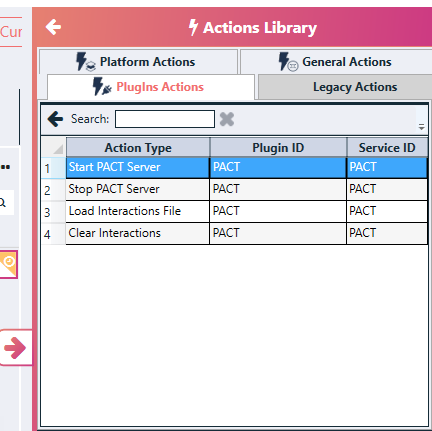 Cur
Actions Library
Platform Actions
General Actions
PlugIns Actions
Legacy Actions
Search:
Action Type Plugin ID Service ID
1 Start PACT Server PACT PACT
2 Stop PACT Server PACT PACT
3 Load Interactions File PACT PACT
4 Clear Interactions PACT PACT